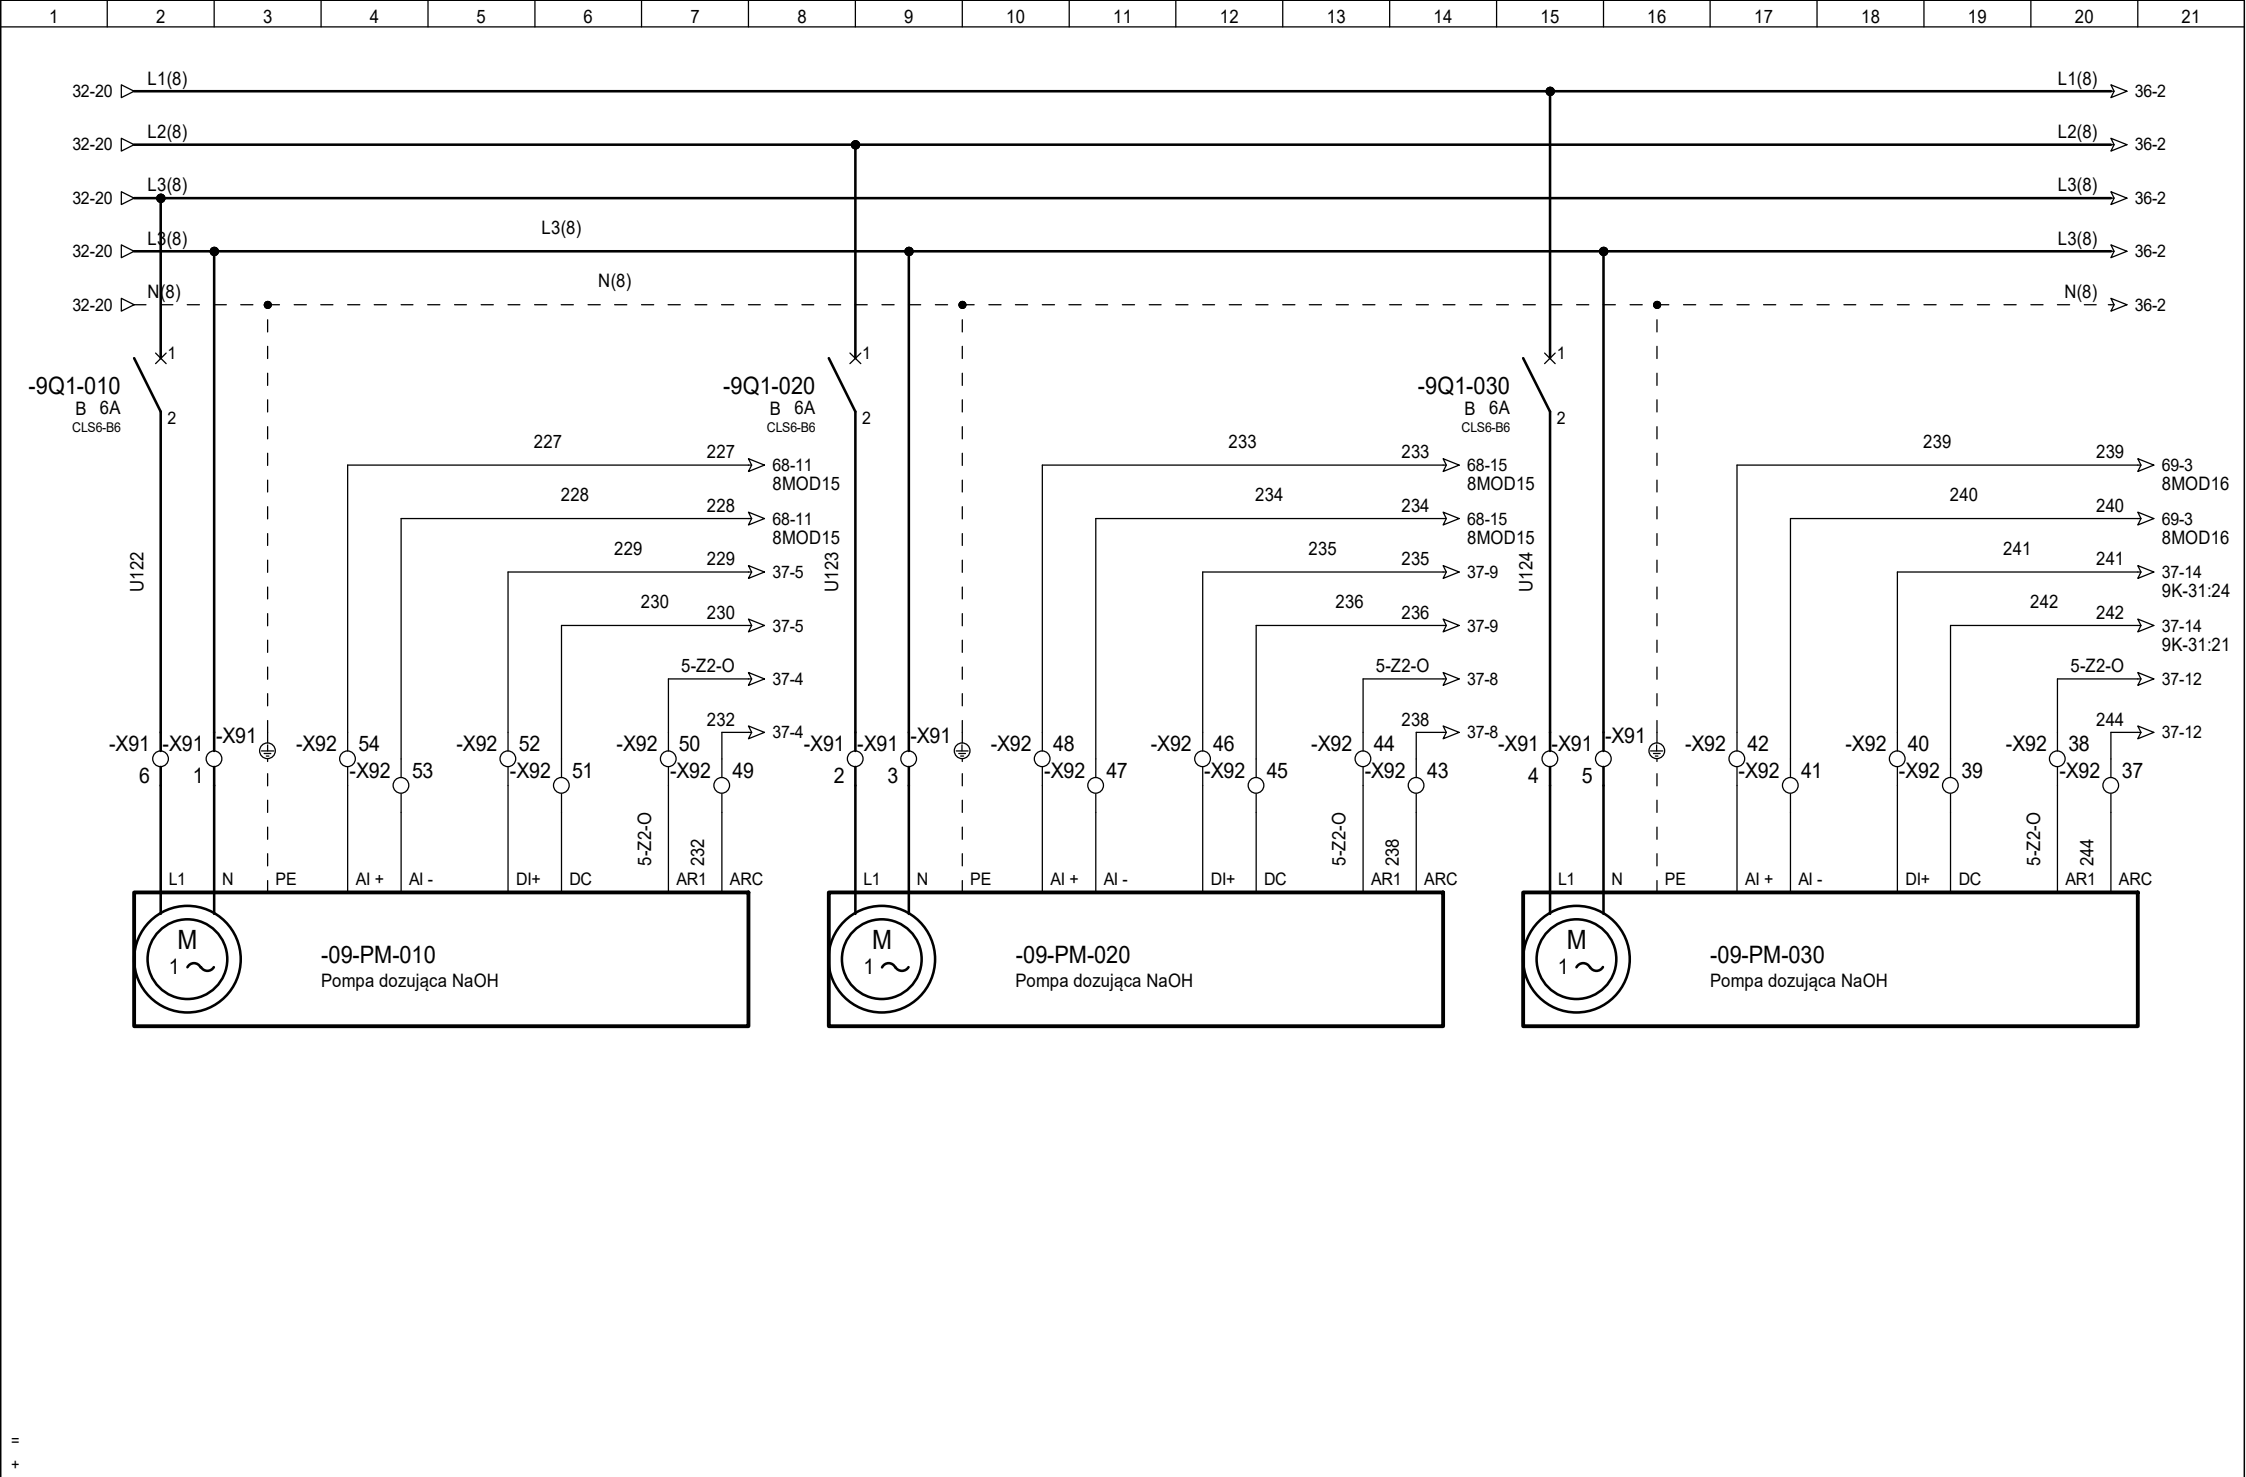 1 2 3 4 5 6 7 8 9 10 11 12 13 14 15 16 17 18 19 20 21
32-20 L1(8) L1(8) 36-2
32-20 L2(8) L2(8) 36-2
32-20 L3(8) L3(8) 36-2
32-20 L3(8) L3(8) L3(8) 36-2
32-20 N(8) N(8) N(8) 36-2
1 1 1
-9Q1-010 -9Q1-020 -9Q1-030
B 6A B 6A B 6A
CLS6-B6 CLS6-B6 CLS6-B6
2 2 2
227 233 239
227 68-11 233 68-15 239 69-3
8MOD15 8MOD15 8MOD16
228 234 240
228 68-11 234 68-15 240 69-3
8MOD15 8MOD15 8MOD16
U122 U123 U124
229 235 241
229 37-5 235 37-9 241 37-14
9K-31:24
230 236 242
230 37-5 236 37-9 242 37-14
9K-31:21
5-Z2-O 37-4 5-Z2-O 37-8 5-Z2-O 37-12
232 37-4 238 37-8 244 37-12
-X91 -X91 -X91 -X92 54 -X92 52 -X92 50 -X91 -X91 -X91 -X92 48 -X92 46 -X92 44 -X91 -X91 -X91 -X92 42 -X92 40 -X92 38
6 1 -X92 53 -X92 51 -X92 49 2 3 -X92 47 -X92 45 -X92 43 4 5 -X92 41 -X92 39 -X92 37
5-Z2-O 232 5-Z2-O 238 5-Z2-O 244
L1 N PE AI + AI - DI+ DC AR1 ARC L1 N PE AI + AI - DI+ DC AR1 ARC L1 N PE AI + AI - DI+ DC AR1 ARC
M M M
1 1 1
-09-PM-010 -09-PM-020 -09-PM-030
Pompa dozująca NaOH Pompa dozująca NaOH Pompa dozująca NaOH
=
+